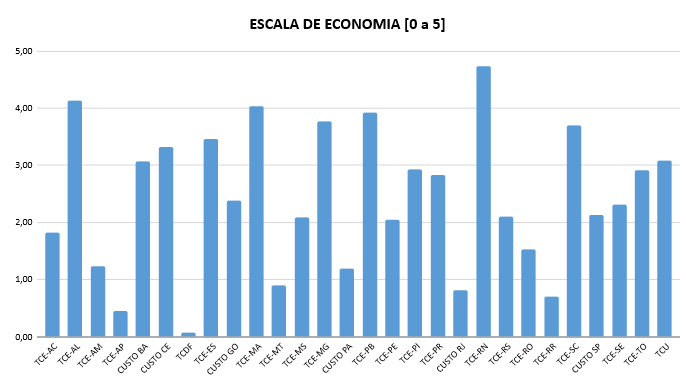 ESCALA DE ECONOMIA [0 a 5]
5,00
4,00
3,00
2,00
1,00
0,00
TCE-AC
TCE-AL
TCE-AM
TCE-AP
CUSTO BA
CUSTO CE
TCDF
TCE-ES
CUSTO GO
TCE-MA
TCE-MT
TCE-MS
TCE-MG
CUSTO PA
TCE-PB
TCE-PE
TCE-PI
TCE-PR
CUSTO RJ
TCE-RN
TCE-RS
TCE-RO
TCE-RR
TCE-SC
CUSTO SP
TCE-SE
TCE-TO
TCU